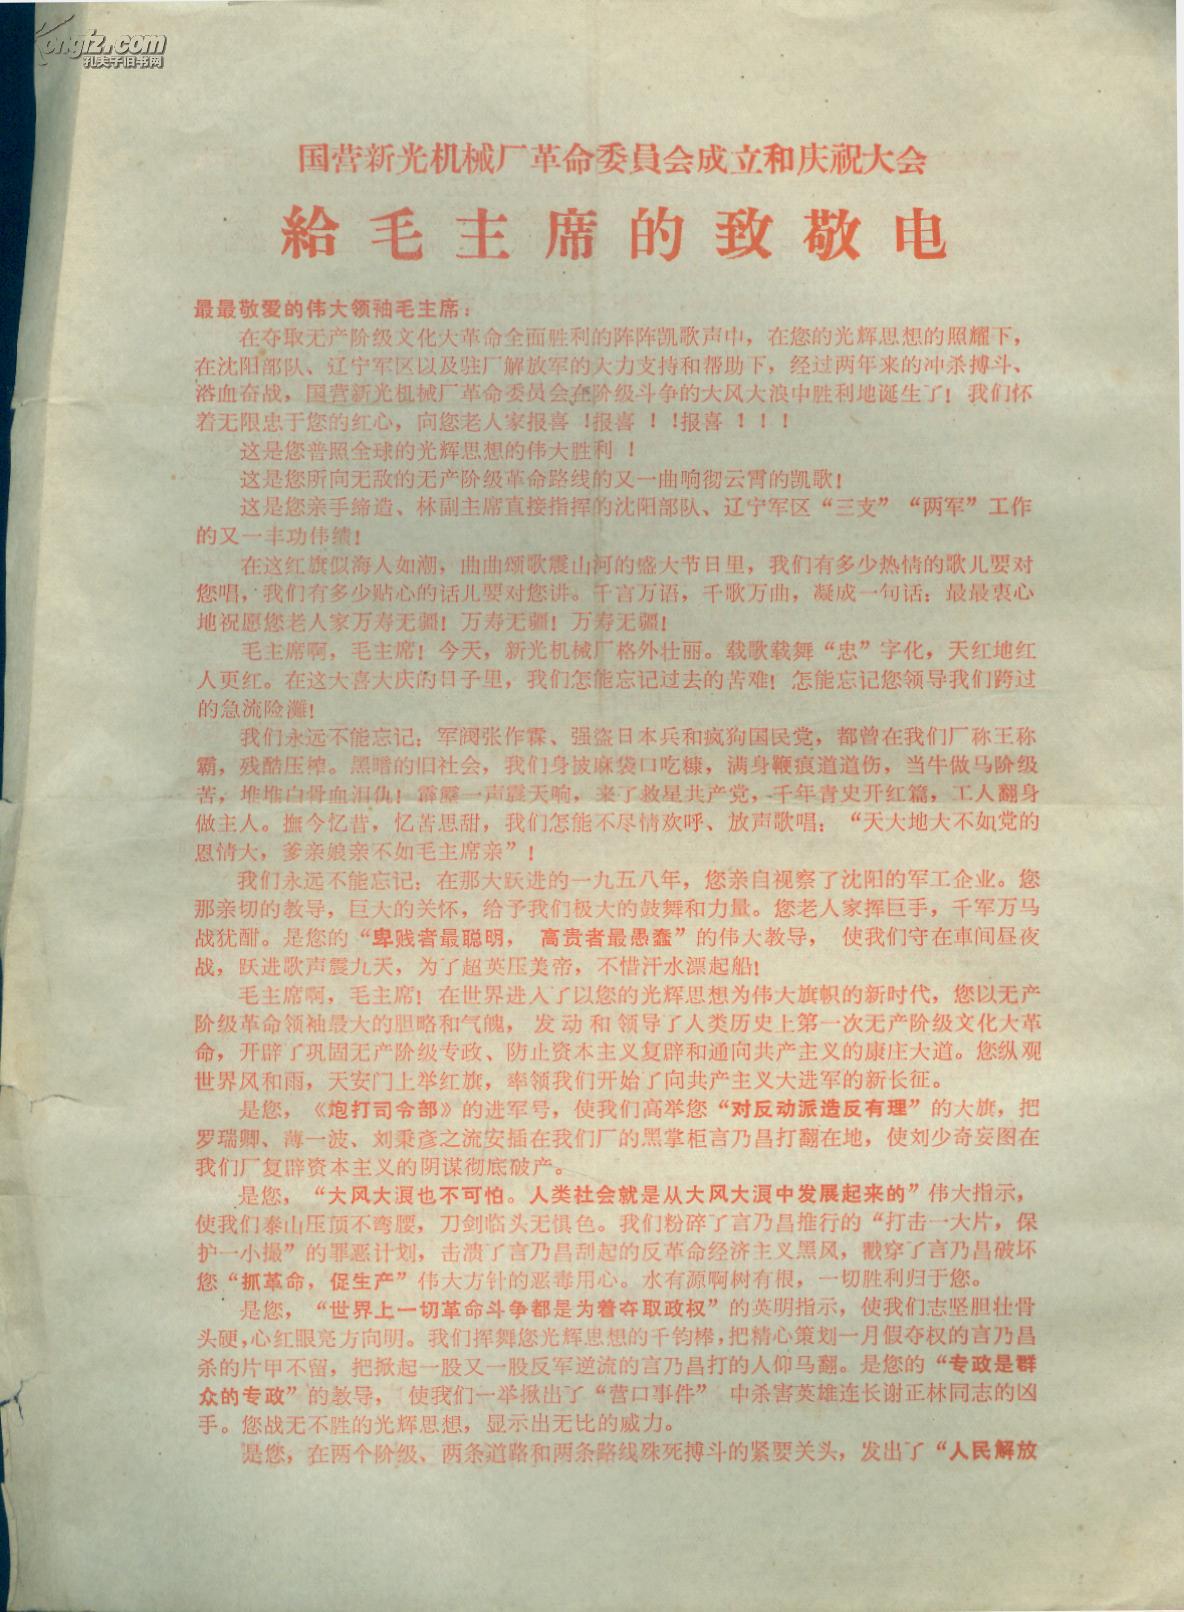 Kongfz.com
孔夫子旧书网
国营新光机械厂革命委員会成立和庆祝大会
給毛主席的致敬电
最最敬爱的伟大领袖毛主席：
在夺取无产阶级文化大革命全面胜利的阵阵凯歌声中，在您的光辉思想的照耀下，
在沈阳部队、辽宁军区以及驻厂解放军的大力支持和帮助下，经过两年来的冲杀搏斗、
浴血奋战，国营新光机械厂革命委员会在阶级斗争的大风大浪中胜利地诞生了！我们怀
着无限忠于您的红心，向您老人家报喜！报喜！！报喜！！！
这是您普照全球的光辉思想的伟大胜利！
这是您所向无敌的无产阶级革命路线的又一曲响彻云霄的凯歌！
这是您亲手缔造、林副主席直接指挥的沈阳部队、辽宁军区“三支”“两军”工作
的又一丰功伟绩！
在这红旗似海人如潮，曲曲颂歌震山河的盛大节日里，我们有多少热情的歌儿要对
您唱，我们有多少贴心的话儿要对您讲。千言万语，千歌万曲，凝成一句话：最最衷心
地祝愿您老人家万寿无疆！万寿无疆！万寿无疆！
毛主席啊，毛主席！今天，新光机械厂格外壮丽。载歌载舞“忠”字化，天红地红
人更红。在这大喜大庆的日子里，我们怎能忘记过去的苦难！怎能忘记您领导我们跨过
的急流险灘！
我们永远不能忘记：军阀张作霖、强盗日本兵和疯狗国民党，都曾在我们厂称王称
霸，残酷压榨。黑暗的旧社会，我们身披麻袋口吃糠，满身鞭痕道道伤，当牛做马阶级
苦，堆堆白骨血泪仇！霹雳一声震天响，来了救星共产党，千年青史开红篇，工人翻身
做主人。撫今忆昔，忆苦思甜，我们怎能不尽情欢呼、放声歌唱：“天大地大不如党的
恩情大，爹亲娘亲不如毛主席亲”！
我们永远不能忘记：在那大跃进的一九五八年，您亲自视察了沈阳的军工企业。您
那亲切的教导，巨大的关怀，给予我们极大的鼓舞和力量。您老人家挥巨手，千军万马
战犹酣。是您的“卑贱者最聪明，高贵者最愚蠢”的伟大教导，使我们守在車间昼夜
战，跃进歌声震九天，为了超英压美帝，不惜汗水漂起船！
毛主席啊，毛主席！在世界进入了以您的光辉思想为伟大旗帜的新时代，您以无产
阶级革命领袖最大的胆略和气魄，发动和领导了人类历史上第一次无产阶级文化大革
命，开辟了巩固无产阶级专政、防止资本主义复辟和通向共产主义的康庄大道。您纵观
世界风和雨，天安门上举红旗，率领我们开始了向共产主义大进军的新长征。
是您，《炮打司令部》的进军号，使我们高举您“对反动派造反有理”的大旗，把
罗瑞卿、薄一波、刘秉彦之流安插在我们厂的黑掌柜言乃昌打翻在地，使刘少奇妄图在
我们厂复辟资本主义的阴谋彻底破产。
是您，“大风大浪也不可怕。人类社会就是从大风大浪中发展起来的”伟大指示，
使我们泰山压顶不弯腰，刀剑临头无惧色。我们粉碎了言乃昌推行的“打击一大片，保
护一小撮”的罪恶计划，击溃了言乃昌刮起的反革命经济主义黑风，戳穿了言乃昌破坏
您“抓革命，促生产”伟大方针的恶毒用心。水有源啊树有根，一切胜利归于您。
是您，“世界上一切革命斗争都是为着夺取政权”的英明指示，使我们志坚胆壮骨
头硬，心红眼亮方向明。我们挥舞您光辉思想的千钧棒，把精心策划一月假夺权的言乃昌
杀的片甲不留，把掀起一股又一股反军逆流的言乃昌打的人仰马翻。是您的“专政是群
众的专政”的教导，使我们一举揪出了“营口事件”中杀害英雄连长谢正林同志的凶
手。您战无不胜的光辉思想，显示出无比的威力。
是您，在两个阶级、两条道路和两条路线殊死搏斗的紧要关头，发出了“人民解放